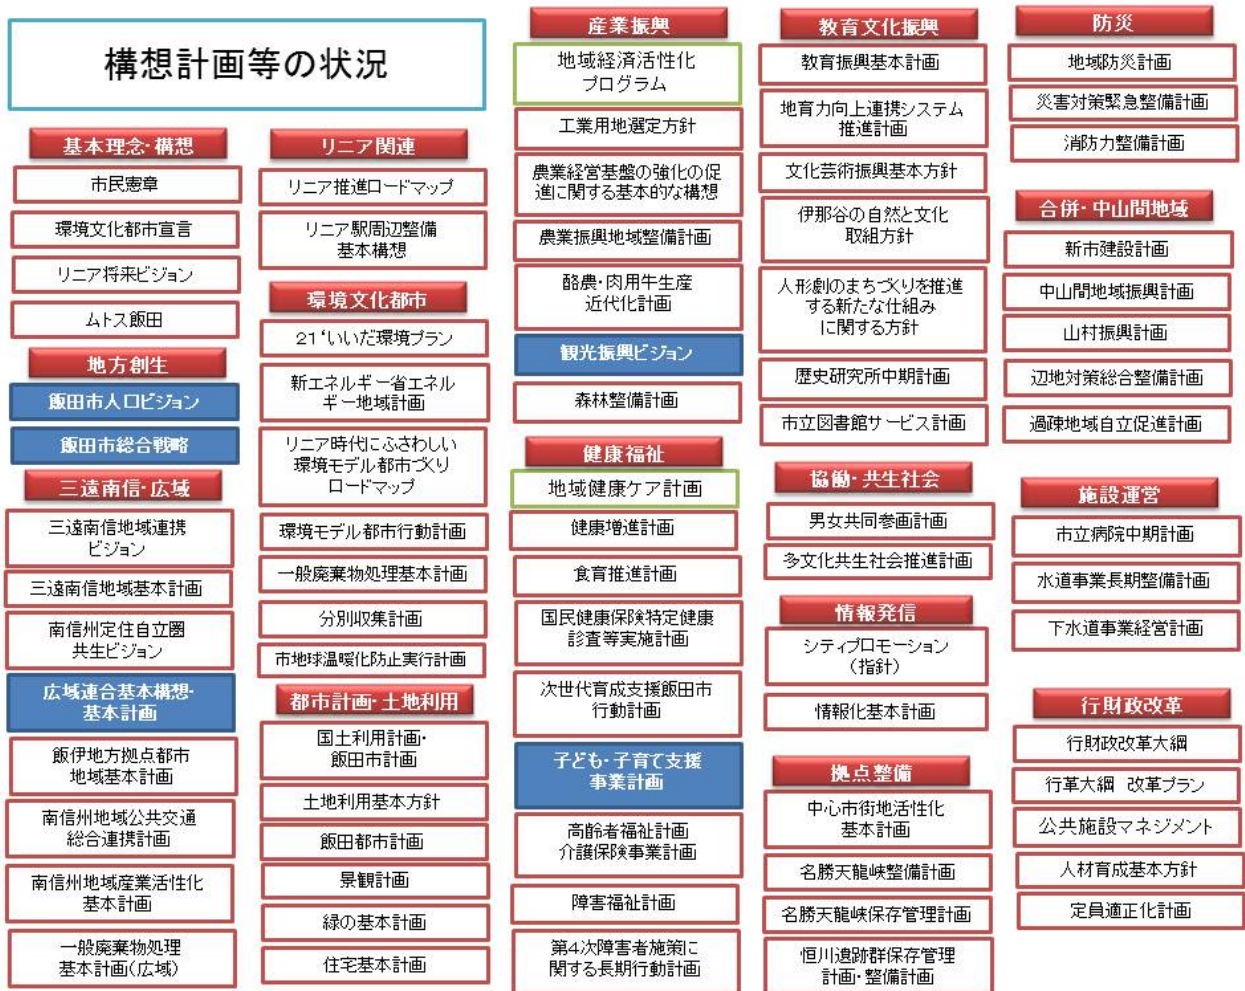 構想計画等の状況
基本理念・構想
市民憲章
環境文化都市宣言
リニア将来ビジョン
ムトス飯田
地方創生
飯田市人口ビジョン
飯田市総合戦略
三遠南信・広域
三遠南信地域連携
ビジョン
三遠南信地域基本計画
南信州定住自立圏
共生ビジョン
広域連合基本構想・
基本計画
飯伊地方拠点都市
地域基本計画
南信州地域公共交通
総合連携計画
南信州地域産業活性化
基本計画
一般廃棄物処理
基本計画(広域)
リニア関連
リニア推進ロードマップ
リニア駅周辺整備
基本構想
環境文化都市
21‘いいだ環境プラン
新エネルギー省エネル
ギー地域計画
リニア時代にふさわしい
環境モデル都市づくり
ロードマップ
環境モデル都市行動計画
一般廃棄物処理基本計画
分別収集計画
市地球温暖化防止実行計画
都市計画・土地利用
国土利用計画・
飯田市計画
土地利用基本方針
飯田都市計画
景観計画
緑の基本計画
住宅基本計画
産業振興
地域経済活性化
プログラム
工業用地選定方針
農業経営基盤の強化の促
進に関する基本的な構想
農業振興地域整備計画
酪農・肉用牛生産
近代化計画
観光振興ビジョン
森林整備計画
健康福祉
地域健康ケア計画
健康増進計画
食育推進計画
国民健康保険特定健康
診査等実施計画
次世代育成支援飯田市
行動計画
子ども・子育て支援
事業計画
高齢者福祉計画
介護保険事業計画
障害福祉計画
第4次障害者施策に
関する長期行動計画
教育文化振興
教育振興基本計画
地育力向上連携システム
推進計画
文化芸術振興基本方針
伊那谷の自然と文化
取組方針
人形劇のまちづくりを推進
する新たな仕組み
に関する方針
歴史研究所中期計画
市立図書館サービス計画
協働・共生社会
男女共同参画計画
多文化共生社会推進計画
情報発信
シティプロモーション
(指針)
情報化基本計画
拠点整備
中心市街地活性化
基本計画
名勝天龍峡整備計画
名勝天龍峡保存管理計画
恒川遺跡群保存管理
計画・整備計画
防災
地域防災計画
災害対策緊急整備計画
消防力整備計画
合併・中山間地域
新市建設計画
中山間地域振興計画
山村振興計画
辺地対策総合整備計画
過疎地域自立促進計画
施設運営
市立病院中期計画
水道事業長期整備計画
下水道事業経営計画
行財政改革
行財政改革大綱
行革大綱 改革プラン
公共施設マネジメント
人材育成基本方針
定員適正化計画